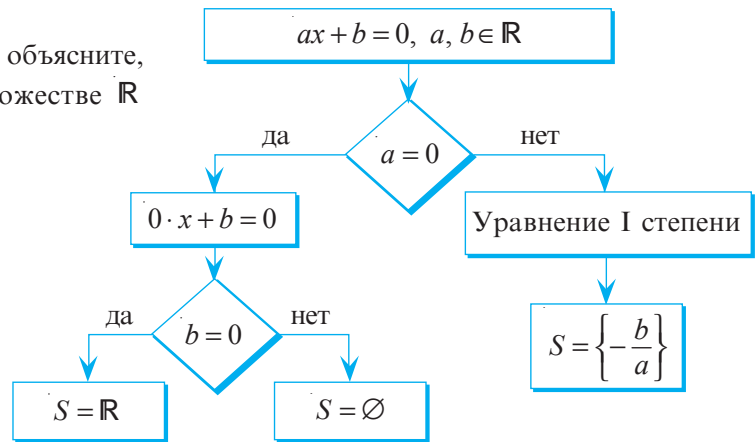 объясните,
ожестве ℝ
ax + b = 0, a, b ∈ ℝ
да
a = 0
нет
0 · x + b = 0
Уравнение I степени
да
b = 0
нет
S = {-b/a}
S = ℝ
S = ∅